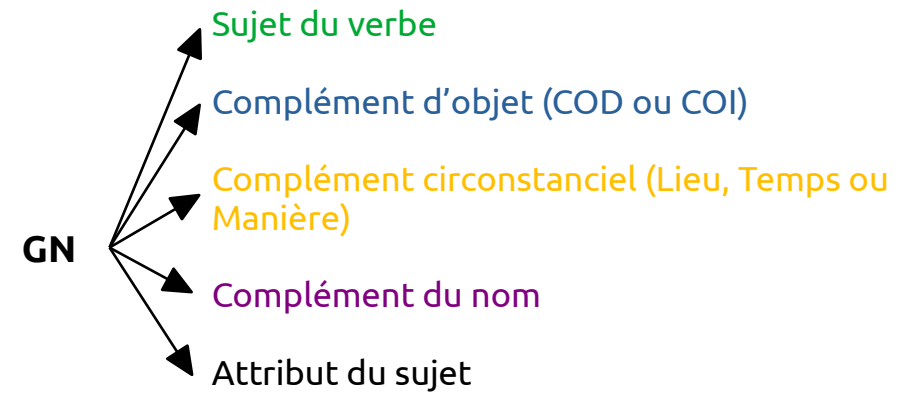 Sujet du verbe
Complément d’objet (COD ou COI)
Complément circonstanciel (Lieu, Temps ou
Manière)
GN
Complément du nom
Attribut du sujet